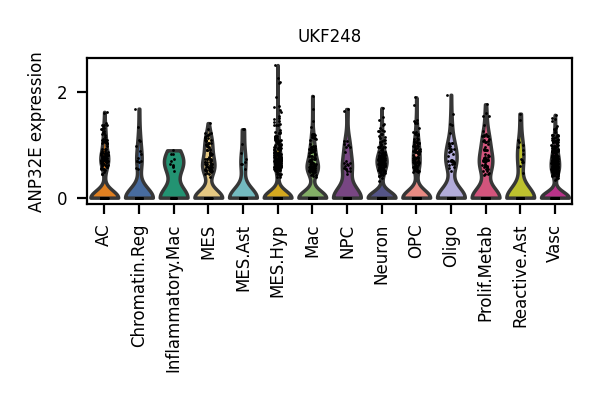 UKF248
ANP32E expression
2
0
AC
Chromatin.Reg
Inflammatory.Mac
MES
MES.Ast
MES.Hyp
Mac
NPC
Neuron
OPC
Oligo
Prolif.Metab
Reactive.Ast
Vasc